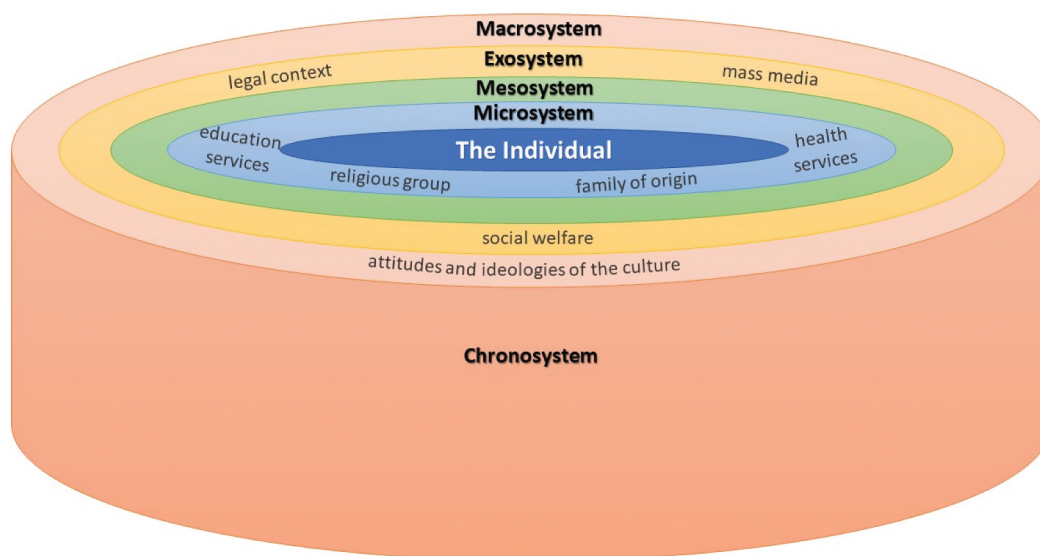 Macrosystem
Exosystem
legal context
mass media
Mesosystem
Microsystem
education
services
The Individual
health
services
religious group
family of origin
social welfare
attitudes and ideologies of the culture
Chronosystem